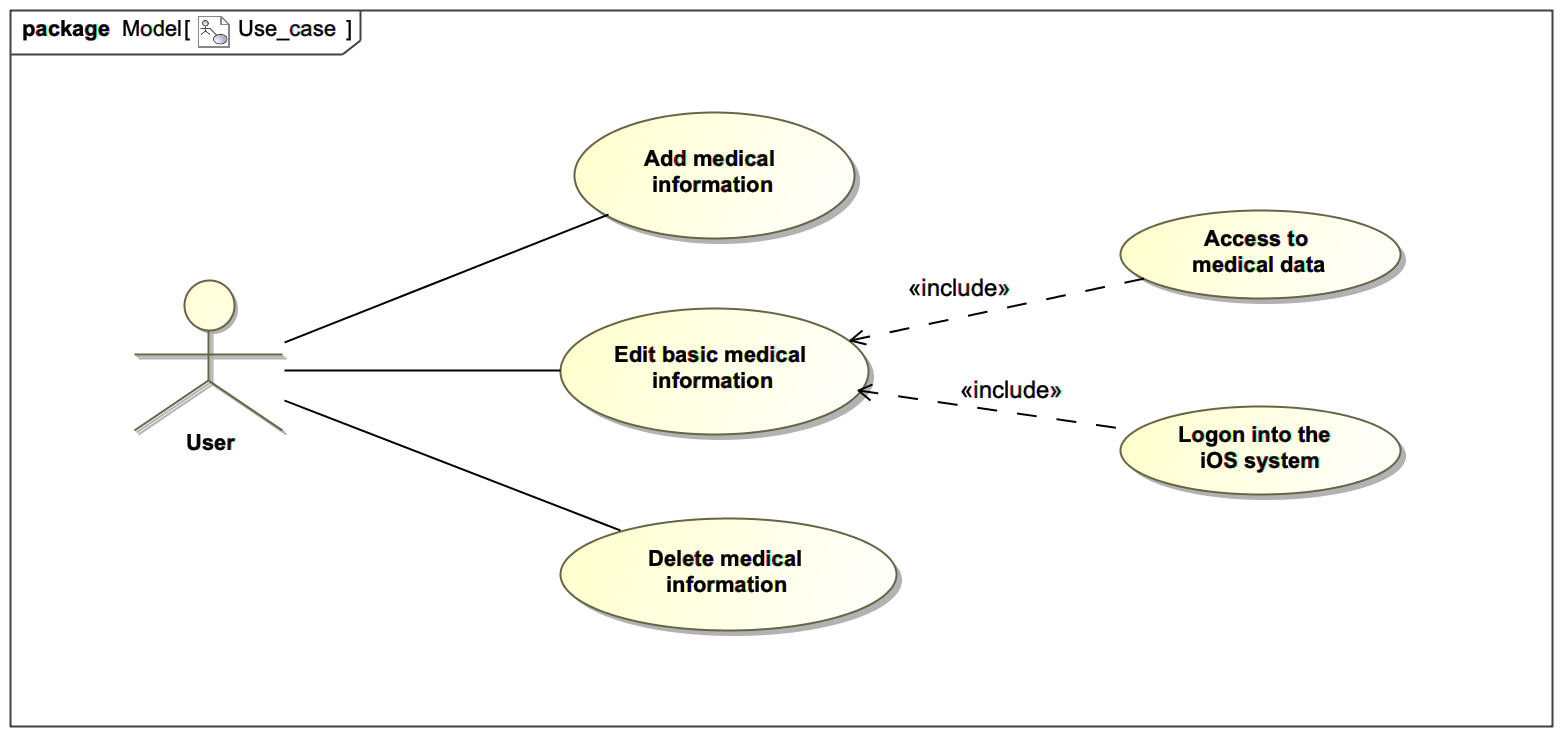 package Model[ Use_case ]
Add medical
information
Access to
medical data
«include»
Edit basic medical
information
«include»
Logon into the
iOS system
User
Delete medical
information